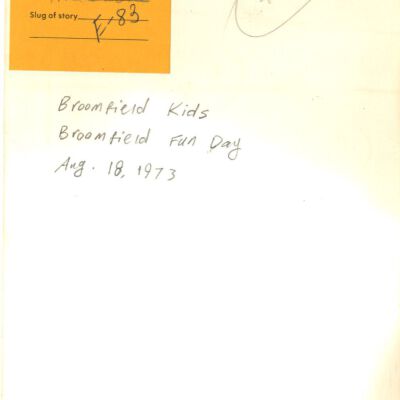 Slug of story
F, 83
Broomfield Kids
Broomfield Fun Day
Aug. 18, 1973